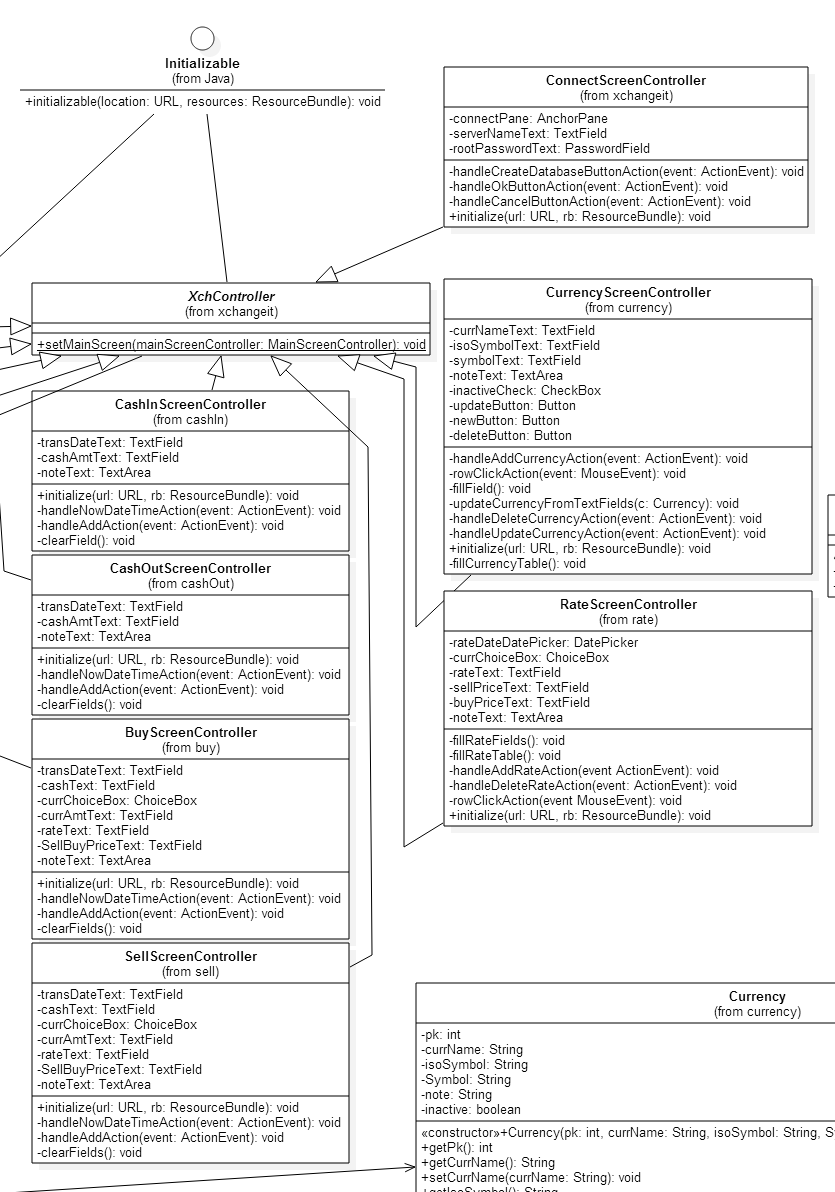 Initializable
(from Java)
+initializable(location: URL, resources: ResourceBundle): void
ConnectScreenController
(from xchangeit)
-connectPane: AnchorPane
-serverNameText: TextField
-rootPasswordText: PasswordField
-handleCreateDatabaseButtonAction(event: ActionEvent): void
-handleOkButtonAction(event: ActionEvent): void
-handleCancelButtonAction(event: ActionEvent): void
+initialize(url: URL, rb: ResourceBundle): void
XchController
(from xchangeit)
+setMainScreen(mainScreenController: MainScreenController): void
CurrencyScreenController
(from currency)
-currNameText: TextField
-isoSymbolText: TextField
-symbolText: TextField
-noteText: TextArea
-inactiveCheck: CheckBox
-updateButton: Button
-newButton: Button
-deleteButton: Button
-handleAddCurrencyAction(event: ActionEvent): void
-rowClickAction(event: MouseEvent): void
-fillField(): void
-updateCurrencyFromTextFields(c: Currency): void
-handleDeleteCurrencyAction(event: ActionEvent): void
-handleUpdateCurrencyAction(event: ActionEvent): void
+initialize(url: URL, rb: ResourceBundle): void
-fillCurrencyTable(): void
CashInScreenController
(from cashIn)
-transDateText: TextField
-cashAmtText: TextField
-noteText: TextArea
+initialize(url: URL, rb: ResourceBundle): void
-handleNowDateTimeAction(event: ActionEvent): void
-handleAddAction(event: ActionEvent): void
-clearField(): void
CashOutScreenController
(from cashOut)
-transDateText: TextField
-cashAmtText: TextField
-noteText: TextArea
+initialize(url: URL, rb: ResourceBundle): void
-handleNowDateTimeAction(event: ActionEvent): void
-handleAddAction(event: ActionEvent): void
-clearFields(): void
RateScreenController
(from rate)
-rateDateDatePicker: DatePicker
-currChoiceBox: ChoiceBox
-rateText: TextField
-sellPriceText: TextField
-buyPriceText: TextField
-noteText: TextArea
-fillRateFields(): void
-fillRateTable(): void
-handleAddRateAction(event ActionEvent): void
-handleDeleteRateAction(event: ActionEvent): void
-rowClickAction(event MouseEvent): void
+initialize(url: URL, rb: ResourceBundle): void
BuyScreenController
(from buy)
-transDateText: TextField
-cashText: TextField
-currChoiceBox: ChoiceBox
-currAmtText: TextField
-rateText: TextField
-SellBuyPriceText: TextField
-noteText: TextArea
+initialize(url: URL, rb: ResourceBundle): void
-handleNowDateTimeAction(event: ActionEvent): void
-handleAddAction(event: ActionEvent): void
-clearFields(): void
SellScreenController
(from sell)
-transDateText: TextField
-cashText: TextField
-currChoiceBox: ChoiceBox
-currAmtText: TextField
-rateText: TextField
-SellBuyPriceText: TextField
-noteText: TextArea
+initialize(url: URL, rb: ResourceBundle): void
-handleNowDateTimeAction(event: ActionEvent): void
-handleAddAction(event: ActionEvent): void
-clearFields(): void
Currency
(from currency)
-pk: int
-currName: String
-isoSymbol: String
-Symbol: String
-note: String
-inactive: boolean
«constructor»+Currency(pk: int, currName: String, isoSymbol: String, S
+getPk(): int
+getCurrName(): String
+setCurrName(currName: String): void
+getIsoSymbol(): String